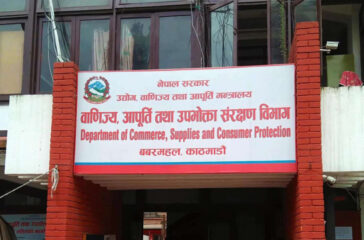 नेपाल सरकार
उद्योग, वाणिज्य तथा आपूर्ति मन्त्रालय
वाणिज्य, आपूर्ति तथा उपभोक्ता संरक्षण विभाग
Department of Commerce, Supplies and Consumer Protection
बबरमहल, काठमाडौं